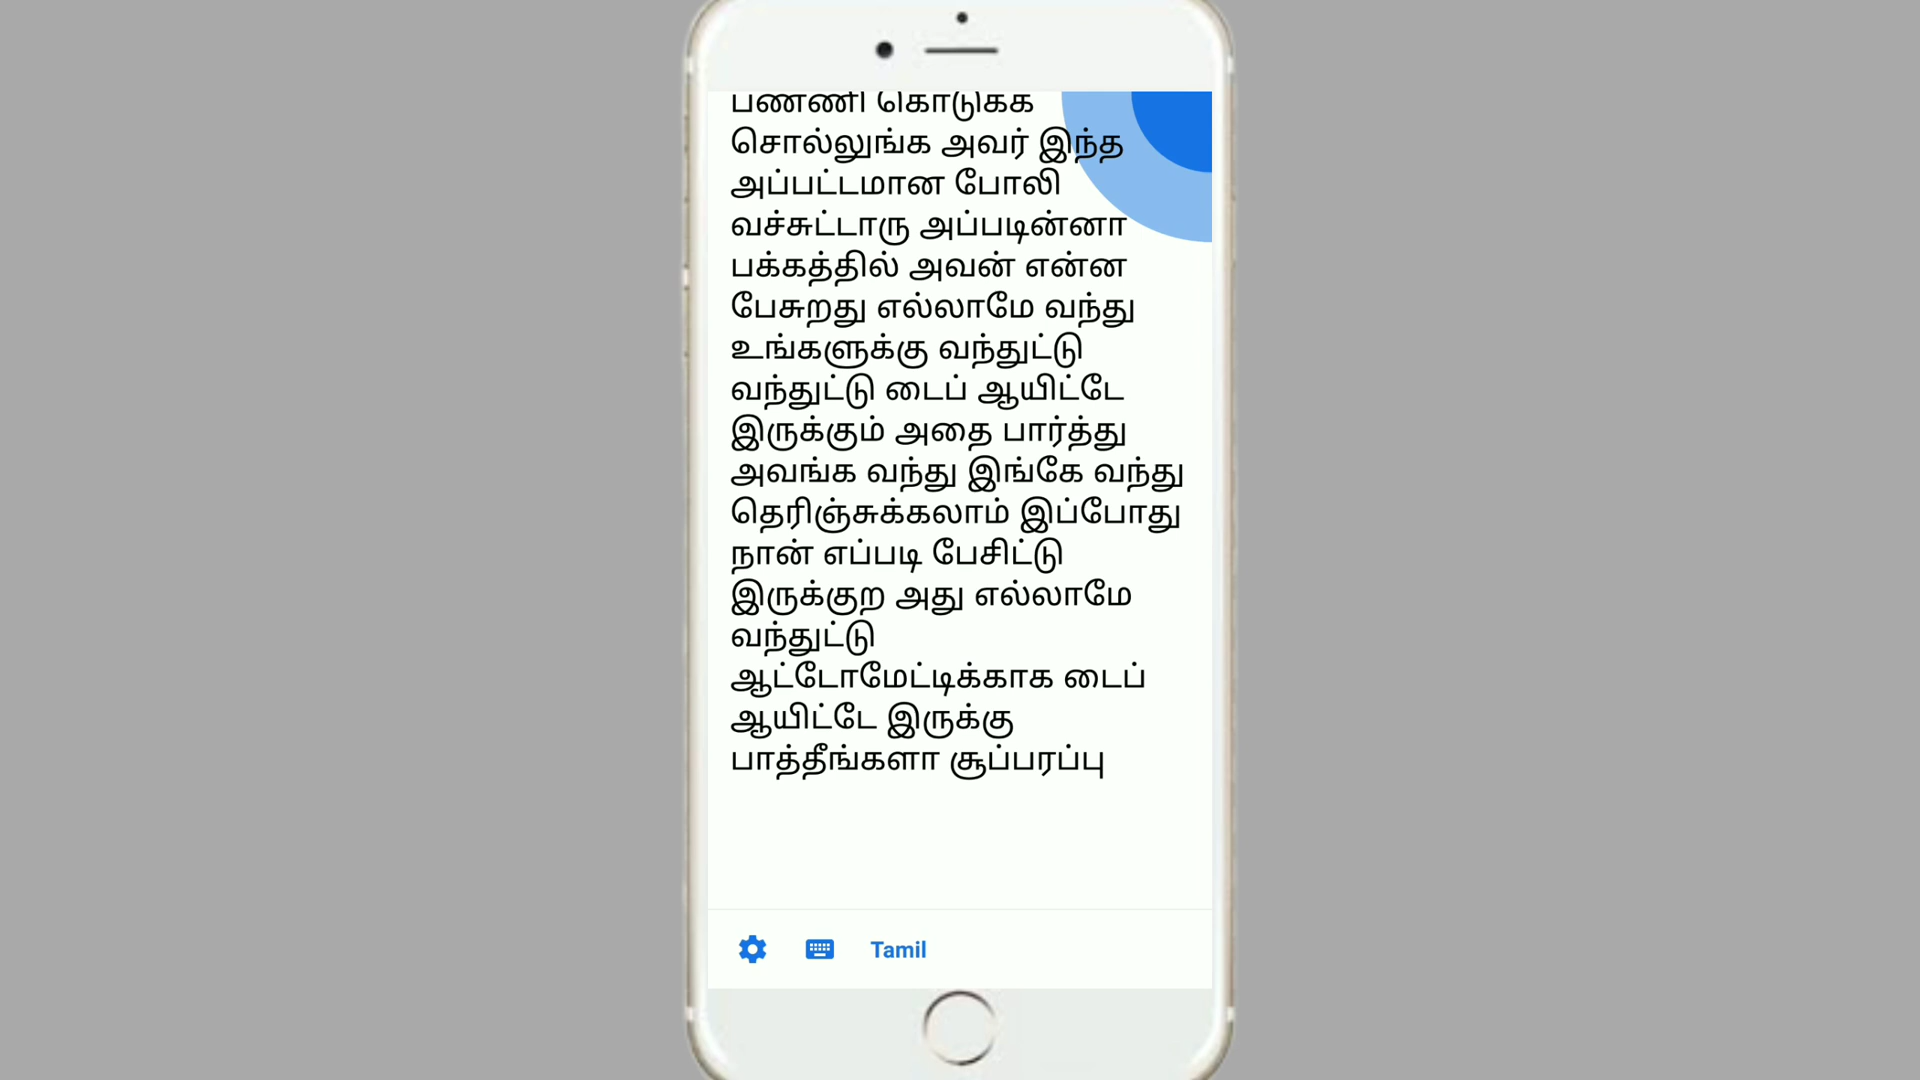 பண்ணி கொடுக்க
சொல்லுங்க அவர் இந்த
அப்பட்டமான போலி
வச்சுட்டாரு அப்படின்னா
பக்கத்தில் அவன் என்ன
பேசுறது எல்லாமே வந்து
உங்களுக்கு வந்துட்டு
வந்துட்டு டைப் ஆயிட்டே
இருக்கும் அதை பார்த்து
அவங்க வந்து இங்கே வந்து
தெரிஞ்சுக்கலாம் இப்போது
நான் எப்படி பேசிட்டு
இருக்குற அது எல்லாமே
வந்துட்டு
ஆட்டோமேட்டிக்காக டைப்
ஆயிட்டே இருக்கு
பாத்தீங்களா சூப்பரப்பு
Tamil